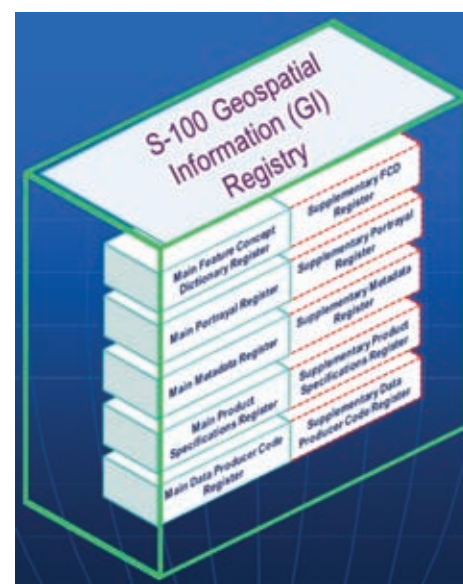 S-100 Geospatial
Information (GI)
Registry
Main Feature Concept
Dictionary Register
Supplementary FCD
Register
Main Portrayal Register
Supplementary Portrayal
Register
Main Metadata Register
Supplementary Metadata
Register
Main Product
Specifications Register
Supplementary Product
Specifications Register
Main Data Producer Code
Register
Supplementary Data
Producer Code Register